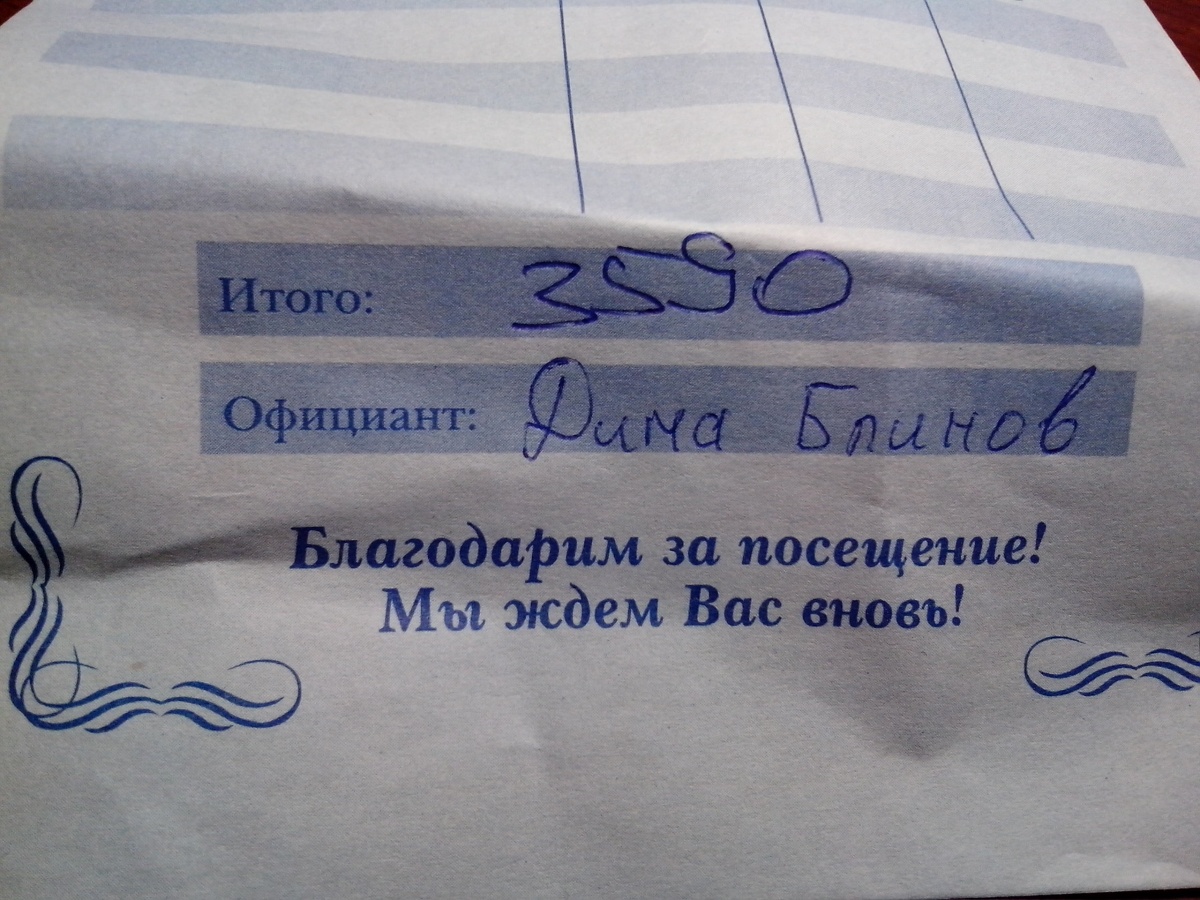 Итого: 3590
Официант: Дима Блинов
Благодарим за посещение!
Мы ждем Вас вновь!